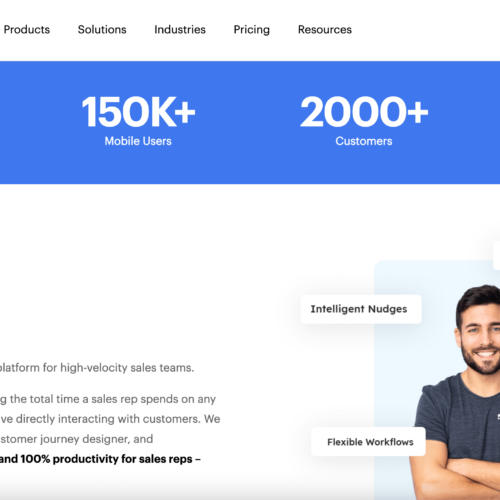 Products Solutions Industries Pricing Resources
150K+ 2000+
Mobile Users Customers
Intelligent Nudges
platform for high-velocity sales teams.
the total time a sales rep spends on any
directly interacting with customers. We
journey designer, and
Flexible Workflows
and 100% productivity for sales reps –